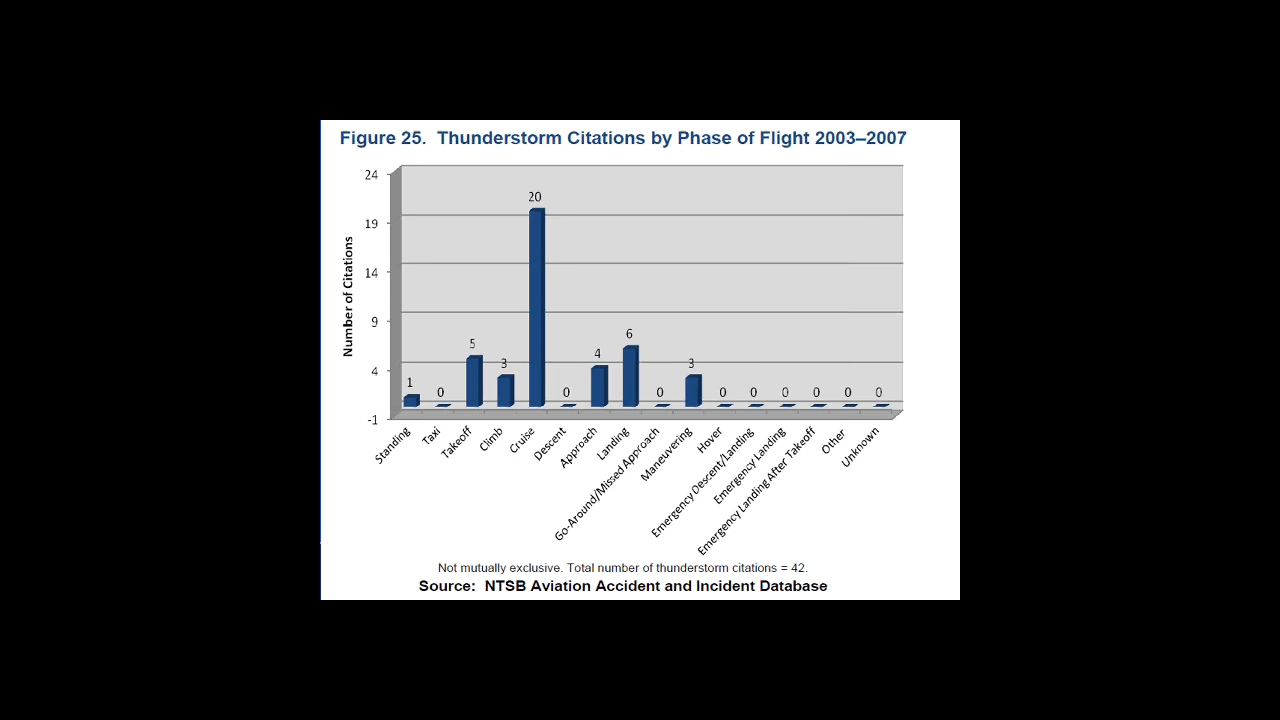 Figure 25.  Thunderstorm Citations by Phase of Flight 2003–2007
24
19
14
9
4
-1
Number of Citations
1
0
5
3
20
0
4
6
0
3
0
0
0
0
0
0
Standing
Taxi
Takeoff
Climb
Cruise
Descent
Approach
Landing
Go-Around/Missed Approach
Maneuvering
Hover
Emergency Descent/Landing
Emergency Landing
Emergency Landing After Takeoff
Other
Unknown
Not mutually exclusive. Total number of thunderstorm citations = 42.
Source:  NTSB Aviation Accident and Incident Database